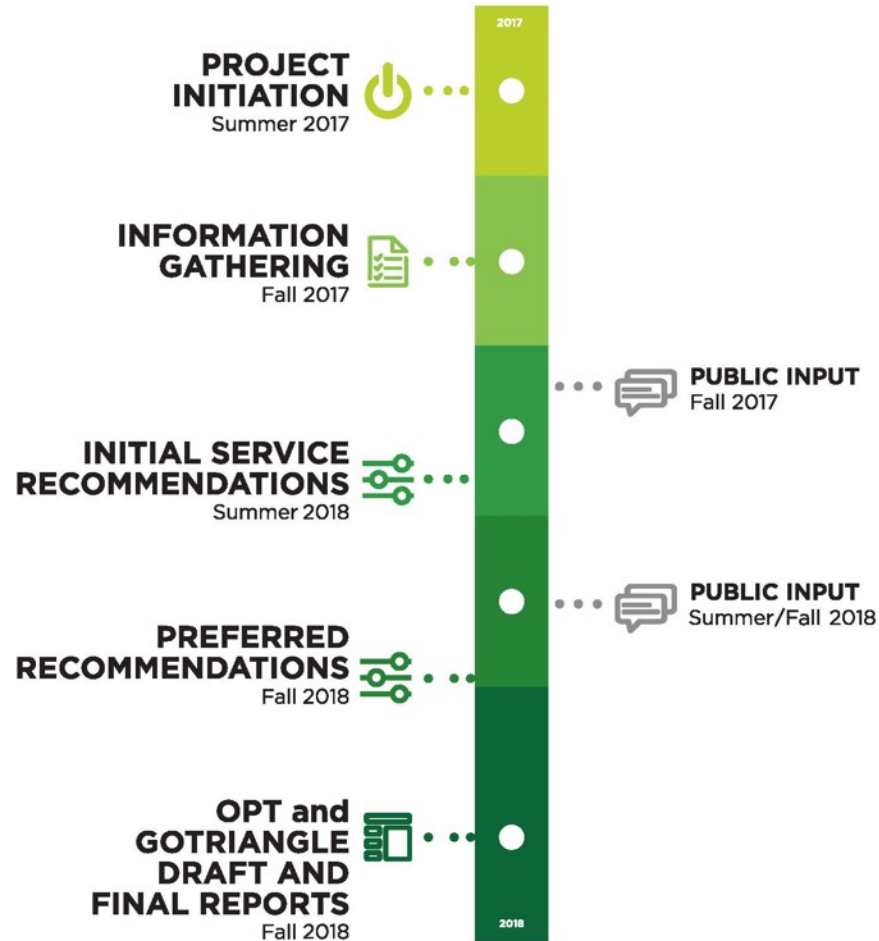 2017
PROJECT
INITIATION
Summer 2017
INFORMATION
GATHERING
Fall 2017
PUBLIC INPUT
Fall 2017
INITIAL SERVICE
RECOMMENDATIONS
Summer 2018
PUBLIC INPUT
Summer/Fall 2018
PREFERRED
RECOMMENDATIONS
Fall 2018
OPT and
GOTRIANGLE
DRAFT AND
FINAL REPORTS
Fall 2018
2018